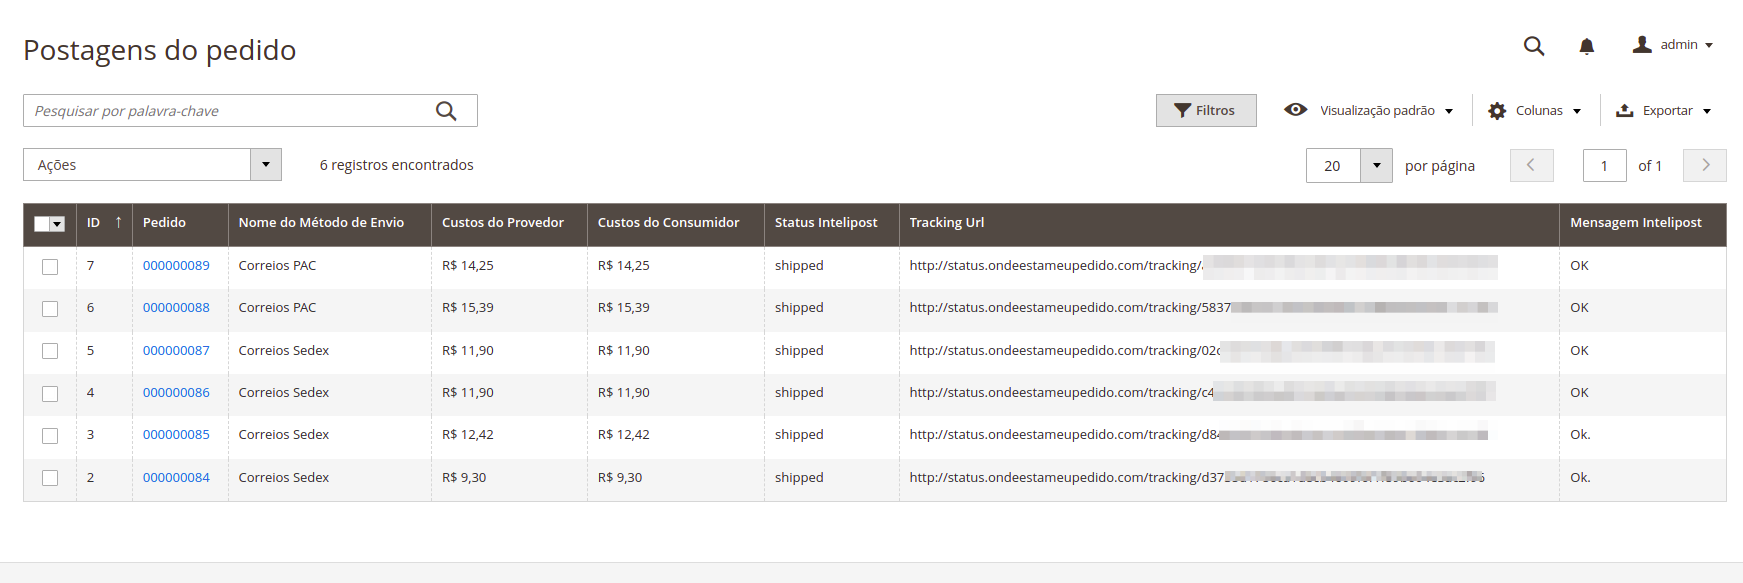 Postagens do pedido
admin
Pesquisar por palavra-chave
Filtros Visualização padrão Colunas Exportar
Ações 6 registros encontrados 20 por página 1 of 1
ID ↑ Pedido Nome do Método de Envio Custos do Provedor Custos do Consumidor Status Intelipost Tracking Url Mensagem Intelipost
7 000000089 Correios PAC R$ 14,25 R$ 14,25 shipped http://status.ondeestameupedido.com/tracking/ OK
6 000000088 Correios PAC R$ 15,39 R$ 15,39 shipped http://status.ondeestameupedido.com/tracking/5837 OK
5 000000087 Correios Sedex R$ 11,90 R$ 11,90 shipped http://status.ondeestameupedido.com/tracking/02 OK
4 000000086 Correios Sedex R$ 11,90 R$ 11,90 shipped http://status.ondeestameupedido.com/tracking/c4 OK
3 000000085 Correios Sedex R$ 12,42 R$ 12,42 shipped http://status.ondeestameupedido.com/tracking/d8 Ok.
2 000000084 Correios Sedex R$ 9,30 R$ 9,30 shipped http://status.ondeestameupedido.com/tracking/d37 Ok.